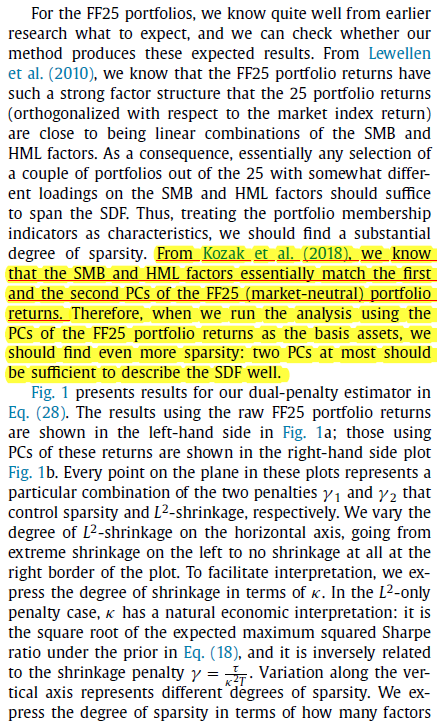 For the FF25 portfolios, we know quite well from earlier
research what to expect, and we can check whether our
method produces these expected results. From Lewellen
et al. (2010), we know that the FF25 portfolio returns have
such a strong factor structure that the 25 portfolio returns
(orthogonalized with respect to the market index return)
are close to being linear combinations of the SMB and
HML factors. As a consequence, essentially any selection of
a couple of portfolios out of the 25 with somewhat differ-
ent loadings on the SMB and HML factors should suffice
to span the SDF. Thus, treating the portfolio membership
indicators as characteristics, we should find a substantial
degree of sparsity. From Kozak et al. (2018), we know
that the SMB and HML factors essentially match the first
and the second PCs of the FF25 (market-neutral) portfolio
returns. Therefore, when we run the analysis using the
PCs of the FF25 portfolio returns as the basis assets, we
should find even more sparsity: two PCs at most should
be sufficient to describe the SDF well.
Fig. 1 presents results for our dual-penalty estimator in
Eq. (28). The results using the raw FF25 portfolio returns
are shown in the left-hand side in Fig. 1a; those using
PCs of these returns are shown in the right-hand side plot
Fig. 1b. Every point on the plane in these plots represents a
particular combination of the two penalties γ₁ and γ₂ that
control sparsity and L²-shrinkage, respectively. We vary the
degree of L²-shrinkage on the horizontal axis, going from
extreme shrinkage on the left to no shrinkage at all at the
right border of the plot. To facilitate interpretation, we ex-
press the degree of shrinkage in terms of κ. In the L²-only
penalty case, κ has a natural economic interpretation: it is
the square root of the expected maximum squared Sharpe
ratio under the prior in Eq. (18), and it is inversely related
to the shrinkage penalty γ = τ/κ²T. Variation along the ver-
tical axis represents different degrees of sparsity. We ex-
press the degree of sparsity in terms of how many factors